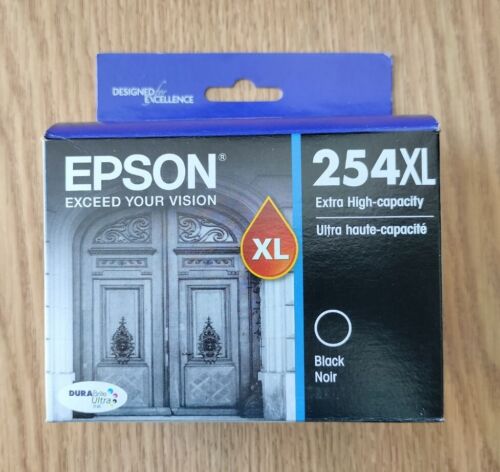 DESIGNED for
EXCELLENCE
EPSON®
EXCEED YOUR VISION
254XL
Extra High-capacity
Ultra haute-capacité
XL
Black
Noir
DURABrite
Ultra